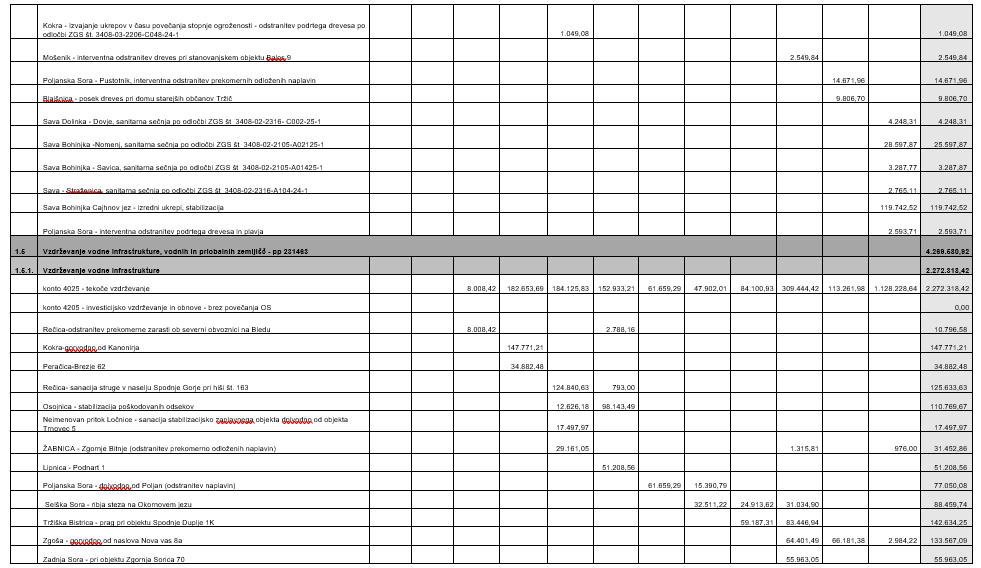 Kokra - izvajanje ukrepov v času povečanja stopnje ogroženosti - odstranitev podrtega drevesa po
odločbi ZGS št. 3408-03-2206-C048-24-1 1.049,08 1.049,08
Mošenik - interventna odstranitev dreves pri stanovanjskem objektu Balos 9 2.549,84 2.549,84
Poljanska Sora - Pustotnik, interventna odstranitev prekomernih odloženih naplavin 14.671,96 14.671,96
Blajšnica - posek dreves pri domu starejših občanov Tržič 9.806,70 9.806,70
Sava Dolinka - Dovje, sanitarna sečnja po odločbi ZGS št 3408-02-2316- C002-25-1 4.248,31 4.248,31
Sava Bohinjka -Nomenj, sanitarna sečnja po odločbi ZGS št 3408-02-2105-A02125-1 28.597,87 25.597,87
Sava Bohinjka - Savica, sanitarna sečnja po odločbi ZGS št 3408-02-2105-A01425-1 3.287,77 3.287,87
Sava - Straženica, sanitarna sečnja po odločbi ZGS št 3408-02-2316-A104-24-1 2.765,11 2.765,11
Sava Bohinjka Cajhnov jez - izredni ukrepi, stabilizacija 119.742,52 119.742,52
Poljanska Sora - interventna odstranitev podrtega drevesa in plavja 2.593,71 2.593,71
1.5 Vzdrževanje vodne infrastrukture, vodnih in priobalnih zemljišč - pp 231463 4.269.630,92
1.5.1. Vzdrževanje vodne infrastrukture 2.272.318,42
konto 4025 - tekoče vzdrževanje 8.008,42 182.653,69 184.125,83 152.933,21 61.659,29 47.902,01 84.100,93 309.444,42 113.261,98 1.128.228,64 2.272.318,42
konto 4205 - investicijsko vzdrževanje in obnove - brez povečanja OS 0,00
Rečica-odstranitev prekomerne zarasti ob severni obvoznici na Bledu 8.008,42 2.788,16 10.796,58
Kokra-gorvodno od Kanonirja 147.771,21 147.771,21
Peračica-Brezje 62 34.882,48 34.882,48
Rečica- sanacija struge v naselju Spodnje Gorje pri hiši št. 163 124.840,63 793,00 125.633,63
Osojnica - stabilizacija poškodovanih odsekov 12.626,18 98.143,49 110.769,67
Neimenovan pritok Ločnice - sanacija stabilizacijsko zaplavnega objekta dolvodno od objekta
Trnovec 5 17.497,97 17.497,97
ŽABNICA - Zgornje Bitnje (odstranitev prekomerno odloženih naplavin) 29.161,05 1.315,81 976,00 31.452,86
Lipnica - Podnart 1 51.208,56 51.208,56
Poljanska Sora - dolvodno od Poljan (odstranitev naplavin) 61.659,29 15.390,79 77.050,08
Selška Sora - ribja steza na Okornovem jezu 32.511,22 24.913,62 31.034,90 88.459,74
Tržiška Bistrica - prag pri objektu Spodnje Duplje 1K 59.187,31 83.446,94 142.634,25
Zgoša - gorvodno od naslova Nova vas 8a 64.401,49 66.181,38 2.984,22 133.567,09
Zadnja Sora - pri objektu Zgornja Sorica 70 55.963,05 55.963,05